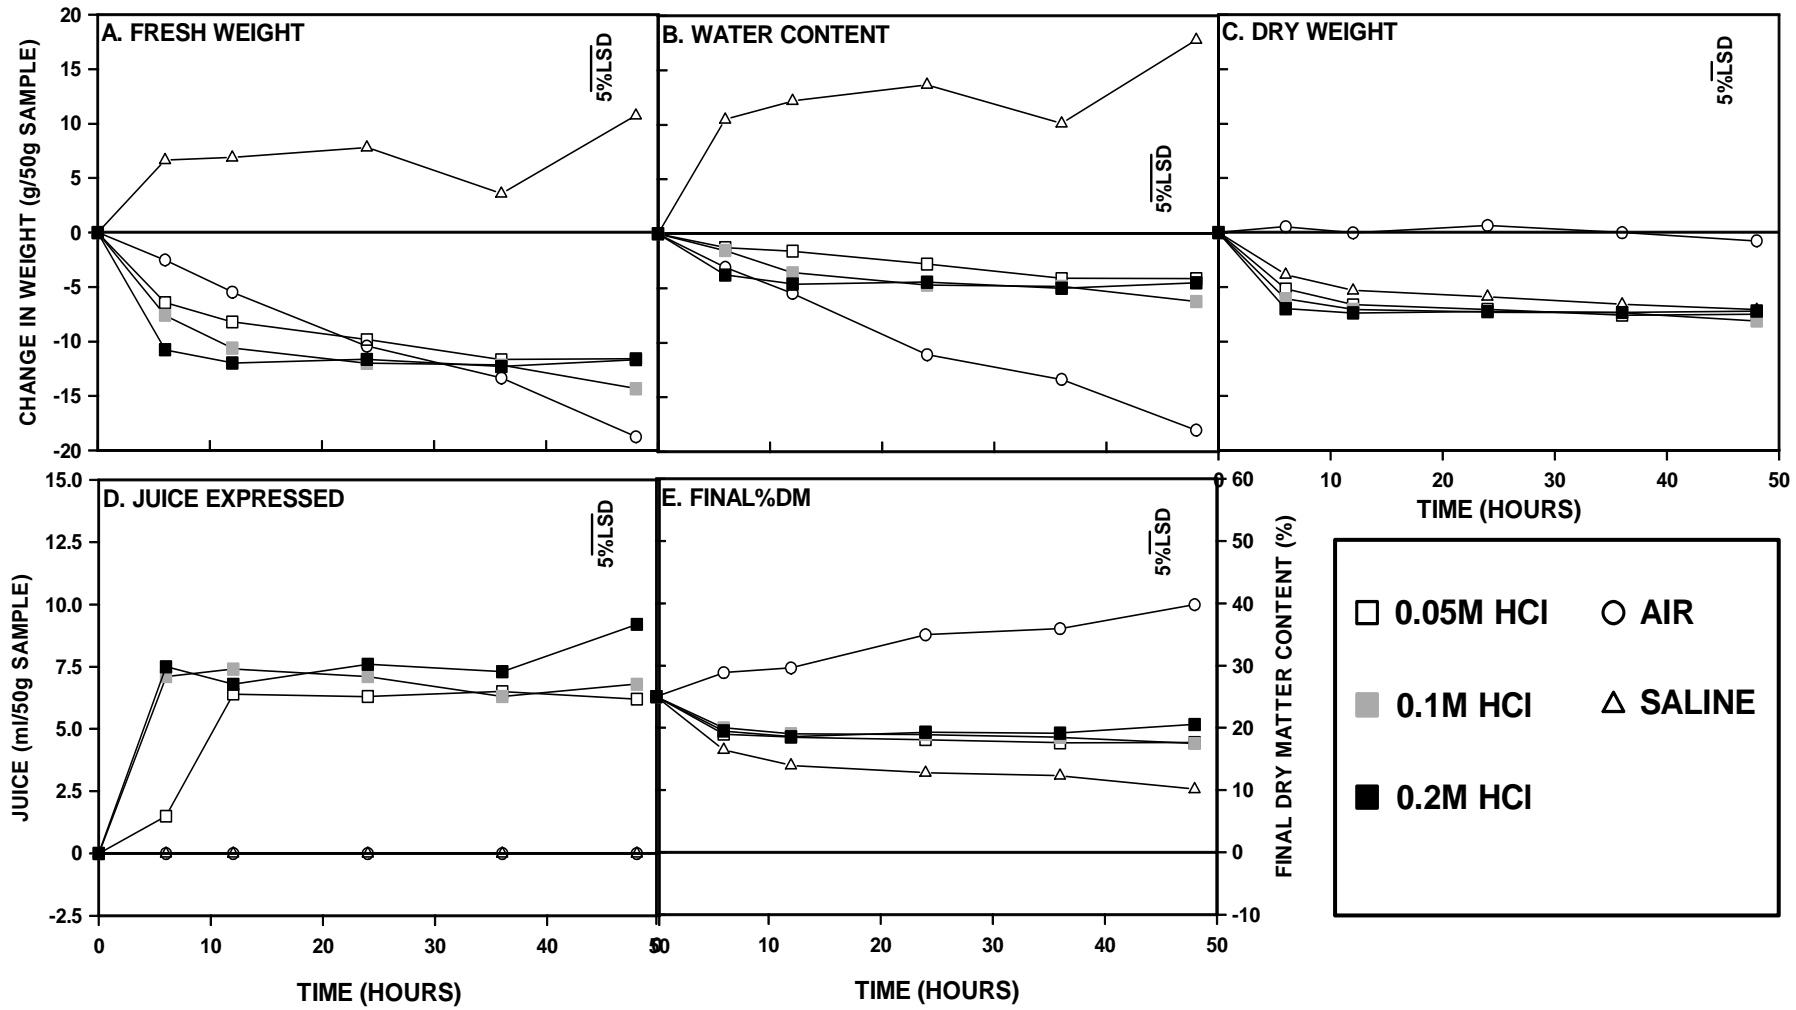 A. FRESH WEIGHT
B. WATER CONTENT
C. DRY WEIGHT
5%LSD
5%LSD
5%LSD
CHANGE IN WEIGHT (g/50g SAMPLE)
20
15
10
5
0
-5
-10
-15
-20
0 10 20 30 40 50
TIME (HOURS)
D. JUICE EXPRESSED
E. FINAL%DM
5%LSD
5%LSD
JUICE (ml/50g SAMPLE)
15.0
12.5
10.0
7.5
5.0
2.5
0
-2.5
60
50
40
30
20
10
0
-10
FINAL DRY MATTER CONTENT (%)
0 10 20 30 40 50
0 10 20 30 40 50
TIME (HOURS)
TIME (HOURS)
0.05M HCl
AIR
0.1M HCl
SALINE
0.2M HCl